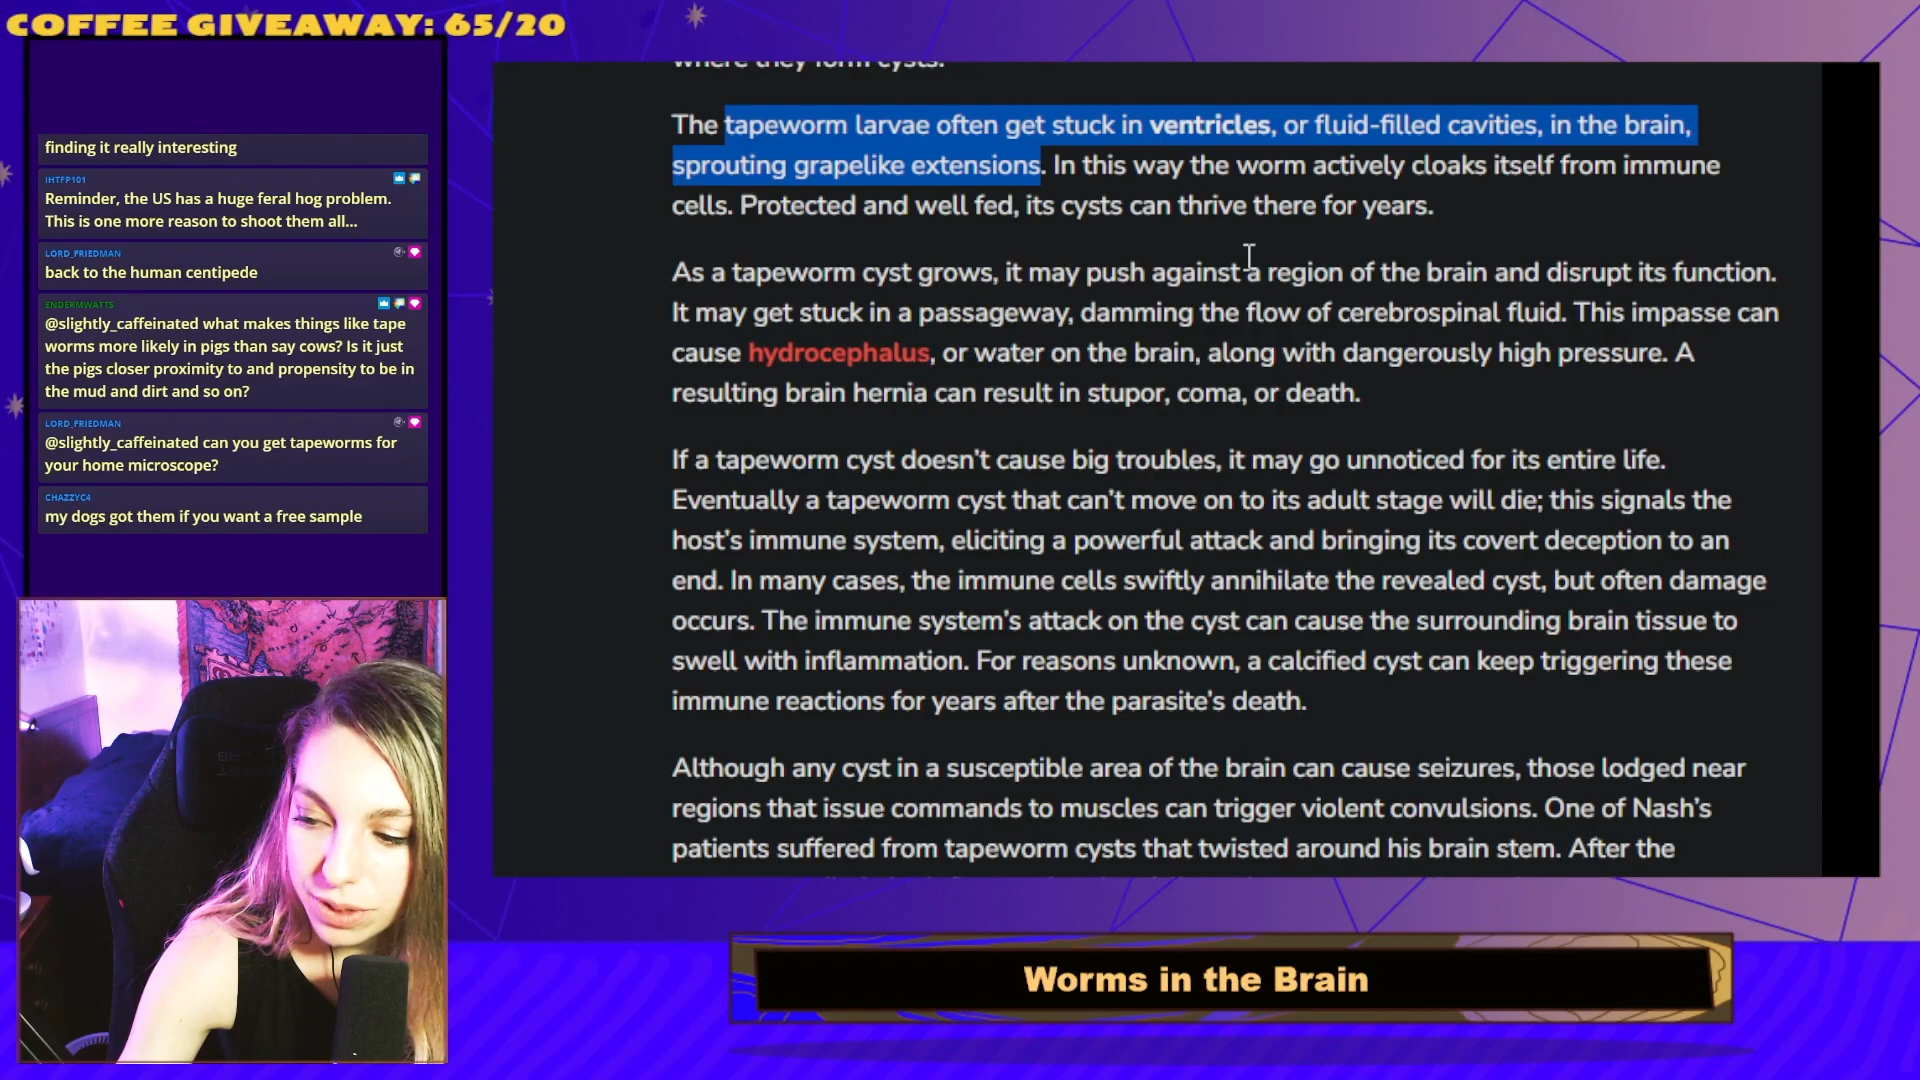 COFFEE GIVEAWAY: 65/20
finding it really interesting
IHTFP101
Reminder, the US has a huge feral hog problem.
This is one more reason to shoot them all...
LORD_FRIEDMAN
back to the human centipede
ENDERMWATTS
@slightly_caffeinated what makes things like tape
worms more likely in pigs than say cows? Is it just
the pigs closer proximity to and propensity to be in
the mud and dirt and so on?
LORD_FRIEDMAN
@slightly_caffeinated can you get tapeworms for
your home microscope?
CHAZZYC4
my dogs got them if you want a free sample
where they form cysts.
The tapeworm larvae often get stuck in ventricles, or fluid-filled cavities, in the brain,
sprouting grapelike extensions. In this way the worm actively cloaks itself from immune
cells. Protected and well fed, its cysts can thrive there for years.
As a tapeworm cyst grows, it may push against a region of the brain and disrupt its function.
It may get stuck in a passageway, damming the flow of cerebrospinal fluid. This impasse can
cause hydrocephalus, or water on the brain, along with dangerously high pressure. A
resulting brain hernia can result in stupor, coma, or death.
If a tapeworm cyst doesn't cause big troubles, it may go unnoticed for its entire life.
Eventually a tapeworm cyst that can't move on to its adult stage will die; this signals the
host's immune system, eliciting a powerful attack and bringing its covert deception to an
end. In many cases, the immune cells swiftly annihilate the revealed cyst, but often damage
occurs. The immune system's attack on the cyst can cause the surrounding brain tissue to
swell with inflammation. For reasons unknown, a calcified cyst can keep triggering these
immune reactions for years after the parasite's death.
Although any cyst in a susceptible area of the brain can cause seizures, those lodged near
regions that issue commands to muscles can trigger violent convulsions. One of Nash's
patients suffered from tapeworm cysts that twisted around his brain stem. After the
Worms in the Brain